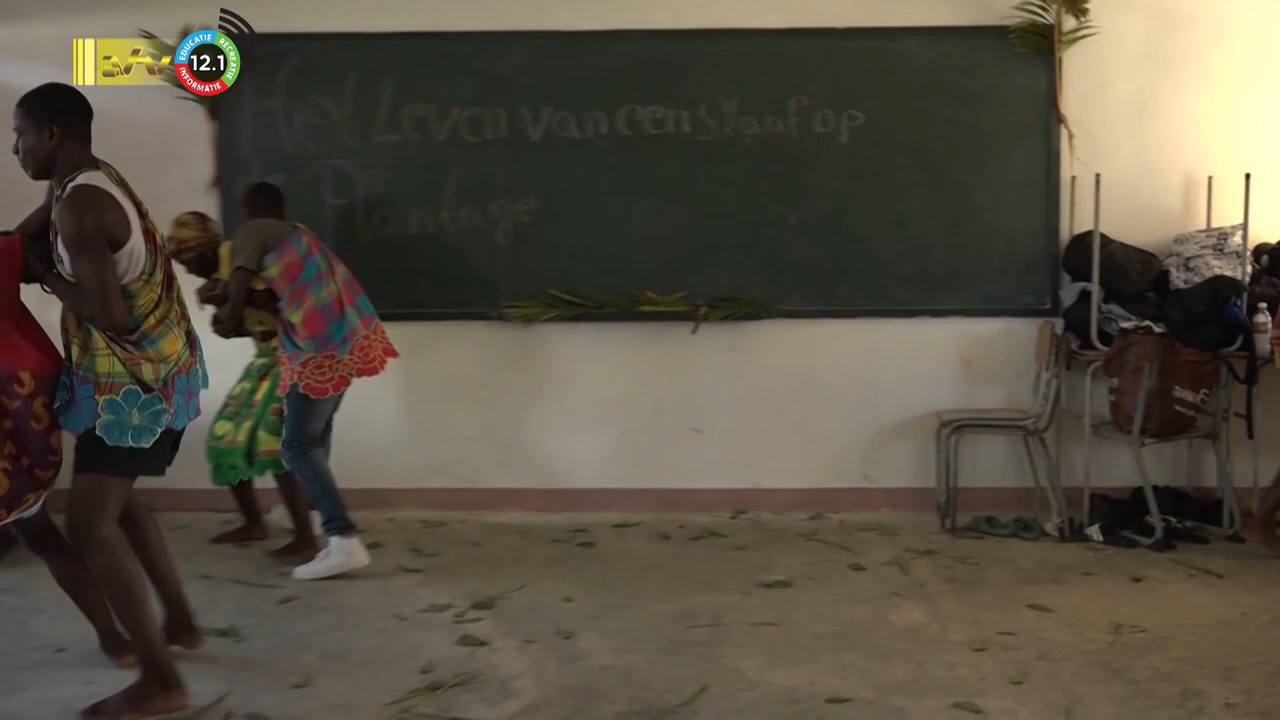 EDUCATIE
RECREATIE
12.1
INFORMATIE
Het Leven van een slaaf op
Plantage